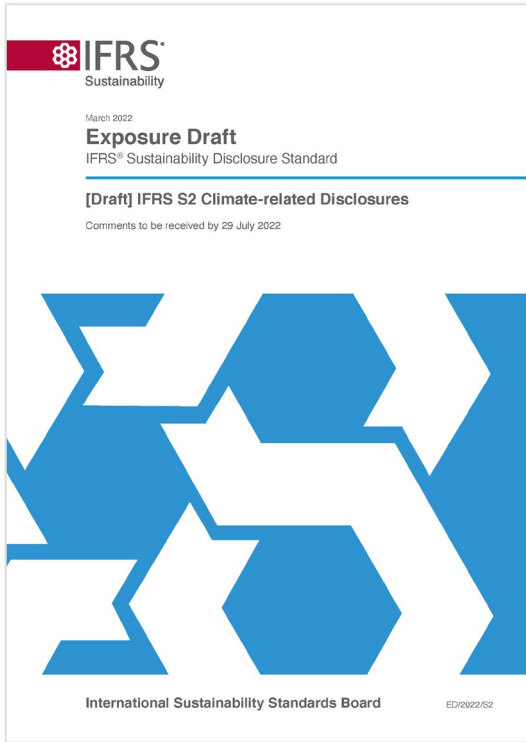 IFRS®
Sustainability
March 2022
Exposure Draft
IFRS® Sustainability Disclosure Standard
[Draft] IFRS S2 Climate-related Disclosures
Comments to be received by 29 July 2022
International Sustainability Standards Board
ED/2022/S2